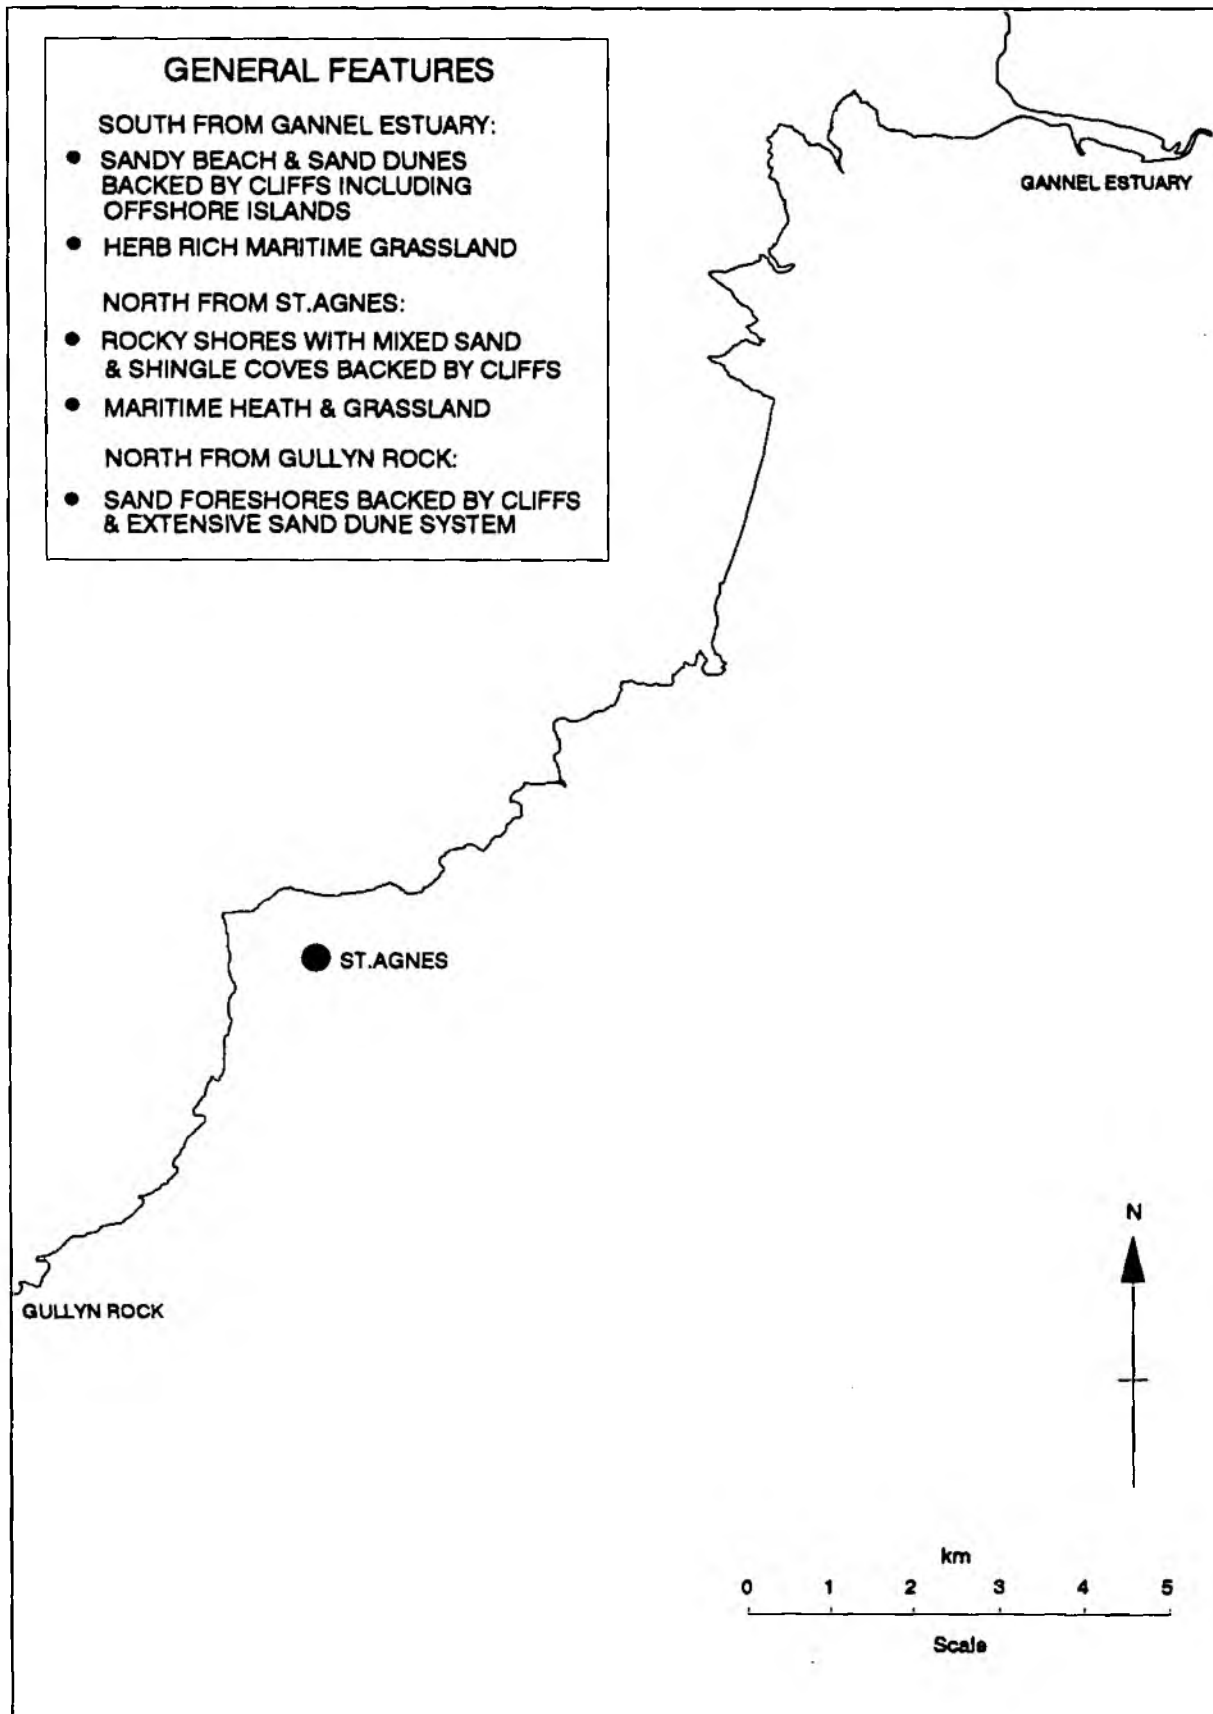 GENERAL FEATURES
SOUTH FROM GANNEL ESTUARY:
• SANDY BEACH & SAND DUNES
BACKED BY CLIFFS INCLUDING
OFFSHORE ISLANDS
• HERB RICH MARITIME GRASSLAND
NORTH FROM ST.AGNES:
• ROCKY SHORES WITH MIXED SAND
& SHINGLE COVES BACKED BY CLIFFS
• MARITIME HEATH & GRASSLAND
NORTH FROM GULLYN ROCK:
• SAND FORESHORES BACKED BY CLIFFS
& EXTENSIVE SAND DUNE SYSTEM
GANNEL ESTUARY
ST.AGNES
GULLYN ROCK
N
km
0 1 2 3 4 5
Scale